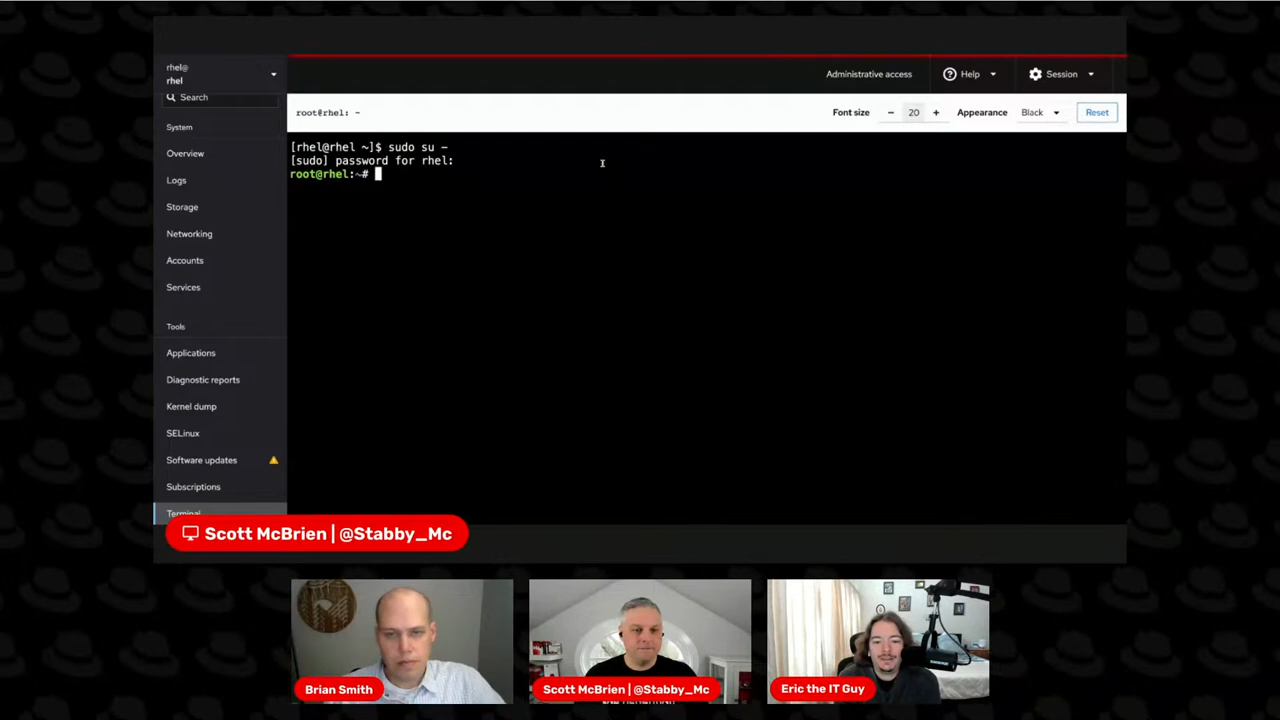 rhel@
rhel
Administrative access
Help
Session
Search
root@rhel: ~
Font size
20
Appearance
Black
Reset
System
Overview
Logs
Storage
Networking
Accounts
Services
Tools
Applications
Diagnostic reports
Kernel dump
SELinux
Software updates
Subscriptions
Terminal
[rhel@rhel ~]$ sudo su -
[sudo] password for rhel:
root@rhel:~#
Scott McBrien | @Stabby_Mc
Brian Smith
Scott McBrien | @Stabby_Mc
Eric the IT Guy